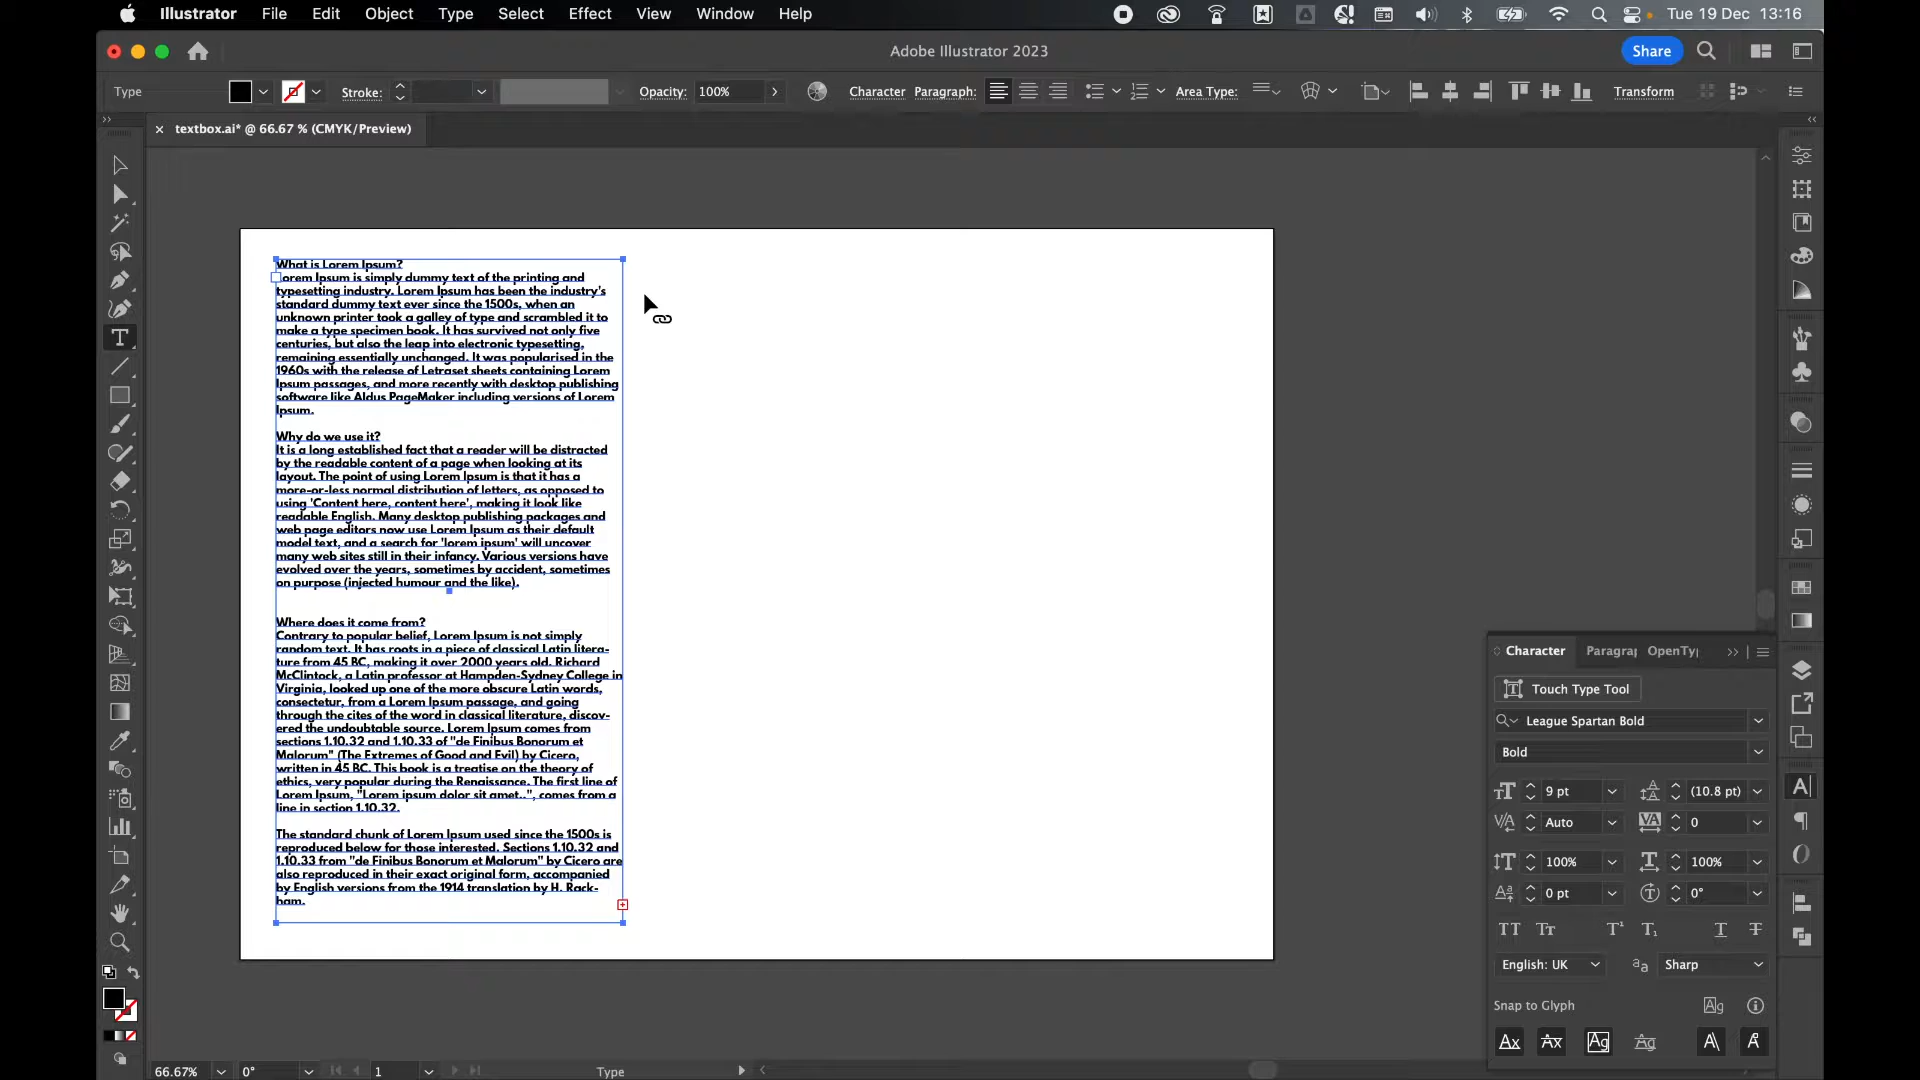 Illustrator File Edit Object Type Select Effect View Window Help Tue 19 Dec 13:16
Adobe Illustrator 2023
Share
Type Stroke: Opacity: 100% Character Paragraph: Area Type: Transform
textbox.ai* @ 66.67 % (CMYK/Preview)
What is Lorem Ipsum?
Lorem Ipsum is simply dummy text of the printing and
typesetting industry. Lorem Ipsum has been the industry's
standard dummy text ever since the 1500s, when an
unknown printer took a galley of type and scrambled it to
make a type specimen book. It has survived not only five
centuries, but also the leap into electronic typesetting,
remaining essentially unchanged. It was popularised in the
1960s with the release of Letraset sheets containing Lorem
Ipsum passages, and more recently with desktop publishing
software like Aldus PageMaker including versions of Lorem
Ipsum.
Why do we use it?
It is a long established fact that a reader will be distracted
by the readable content of a page when looking at its
layout. The point of using Lorem Ipsum is that it has a
more-or-less normal distribution of letters, as opposed to
using 'Content here, content here', making it look like
readable English. Many desktop publishing packages and
web page editors now use Lorem Ipsum as their default
model text, and a search for 'lorem ipsum' will uncover
many web sites still in their infancy. Various versions have
evolved over the years, sometimes by accident, sometimes
on purpose (injected humour and the like).
Where does it come from?
Contrary to popular belief, Lorem Ipsum is not simply
random text. It has roots in a piece of classical Latin litera-
ture from 45 BC, making it over 2000 years old. Richard
McClintock, a Latin professor at Hampden-Sydney College in
Virginia, looked up one of the more obscure Latin words,
consectetur, from a Lorem Ipsum passage, and going
through the cites of the word in classical literature, discov-
ered the undoubtable source. Lorem Ipsum comes from
sections 1.10.32 and 1.10.33 of "de Finibus Bonorum et
Malorum" (The Extremes of Good and Evil) by Cicero,
written in 45 BC. This book is a treatise on the theory of
ethics, very popular during the Renaissance. The first line of
Lorem Ipsum, "Lorem ipsum dolor sit amet..", comes from a
line in section 1.10.32.
The standard chunk of Lorem Ipsum used since the 1500s is
reproduced below for those interested. Sections 1.10.32 and
1.10.33 from "de Finibus Bonorum et Malorum" by Cicero are
also reproduced in their exact original form, accompanied
by English versions from the 1914 translation by H. Rack-
ham.
Character Paragraph OpenTy
Touch Type Tool
League Spartan Bold
Bold
9 pt (10.8 pt)
Auto 0
100% 100%
0 pt 0°
English: UK Sharp
Snap to Glyph
66.67% 0° 1 Type